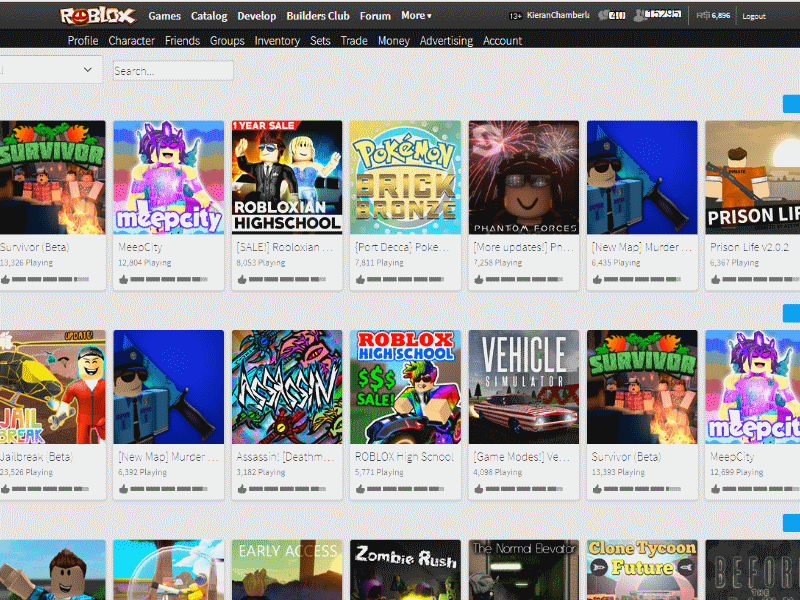 ROBLOX Games Catalog Develop Builders Club Forum More ▾ 13+ KieranChamberl 40 15295 R$ 6,896 Logout
Profile Character Friends Groups Inventory Sets Trade Money Advertising Account
Search...
SURVIVOR
meepcity
1 YEAR SALE
ROBLOXIAN
HIGHSCHOOL
POKéMON
BRICK
BRONZE
PHANTOM FORCES
INMATE
PRISON LIF
Survivor (Beta) MeepCity [SALE!] Robloxian ... {Port Decca} Poke... [More updates!] Ph... [New Map] Murder ... Prison Life v2.0.2
13,326 Playing 12,804 Playing 8,053 Playing 7,811 Playing 7,258 Playing 6,435 Playing 6,367 Playing
UPDATE!
JAIL
BREAK
ASSASSIN
ROBLOX
HIGH SCHOOL
$$$
SALE!
VEHICLE
SIMULATOR
SURVIVOR
meepcit
Jailbreak (Beta) [New Map] Murder ... Assassin! [Deathm... ROBLOX High School [Game Modes!] Ve... Survivor (Beta) MeepCity
23,526 Playing 6,392 Playing 3,182 Playing 5,771 Playing 4,098 Playing 13,393 Playing 12,699 Playing
EARLY ACCESS
Zombie Rush
The Normal Elevator
Clone Tycoon
Future
BEFOR
THE